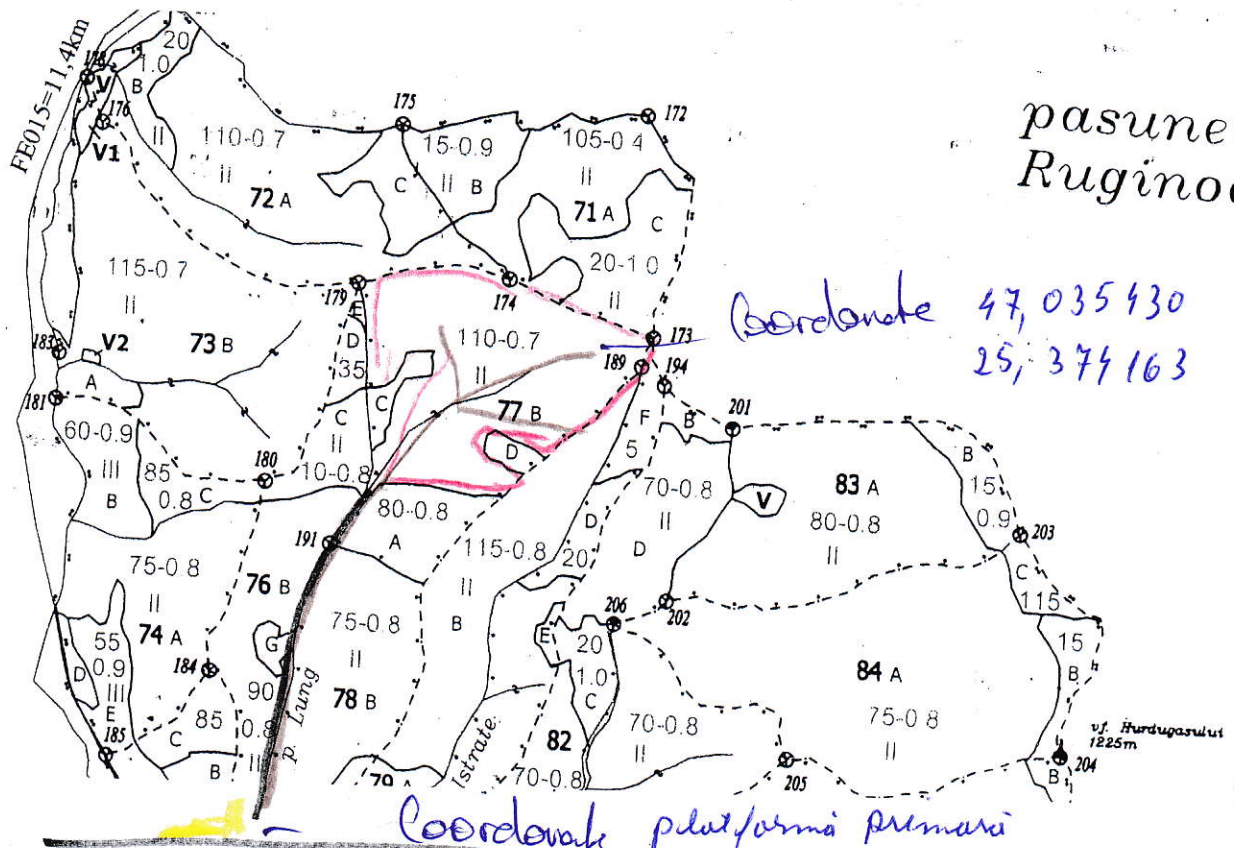 FE015=11,4km
178
V
176
V1
20
1.0
B
II
110-0.7
II
72 A
175
15-0.9
II
B
C
105-0.4
II
71 A
C
172
pasune
Ruginoa
20-1.0
II
115-0.7
II
73 B
179
E
D
35
174
173
Coordonate 47,035430
25,374163
110-0.7
II
77 B
189
194
183
V2
A
181
60-0.9
III
B
85
0.8
C
180
C
II
10-0.8
C
D
F
5
B
201
70-0.8
II
D
V
83 A
80-0.8
II
B
15
0.9
203
C
115
191
80-0.8
A
115-0.8
II
B
D
20
75-0.8
II
74 A
76 B
75-0.8
II
78 B
G
p. Lung
184
55
0.9
III
E
D
185
85
C
B
90
0.8
II
79 A
Istrate
206
202
E
20
1.0
C
82
70-0.8
70-0.8
II
205
84 A
75-0.8
II
15
B
vf. Hurdugasului
1225m
204
B
Coordonate platformă primară